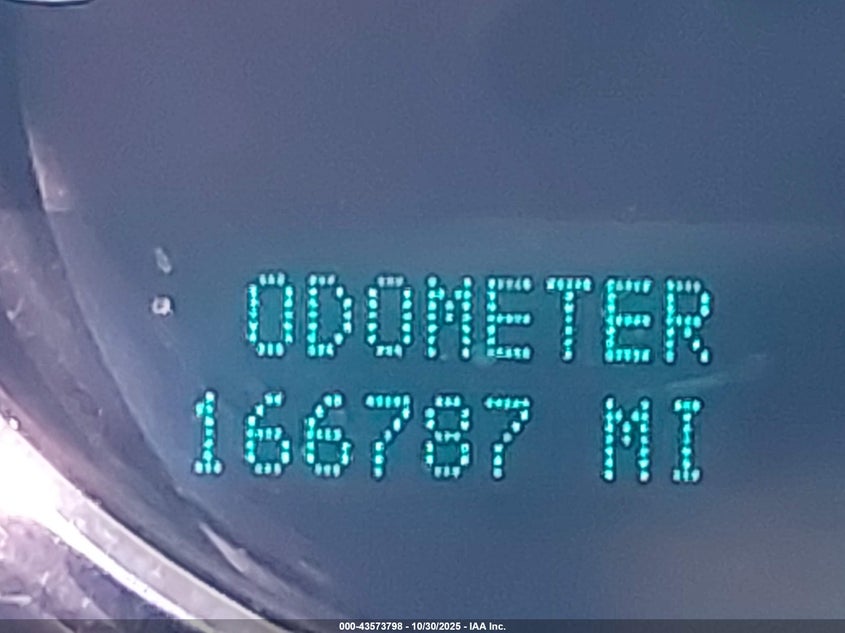 ODOMETER
166787 MI
000-43573798 - 10/30/2025 - IAA Inc.